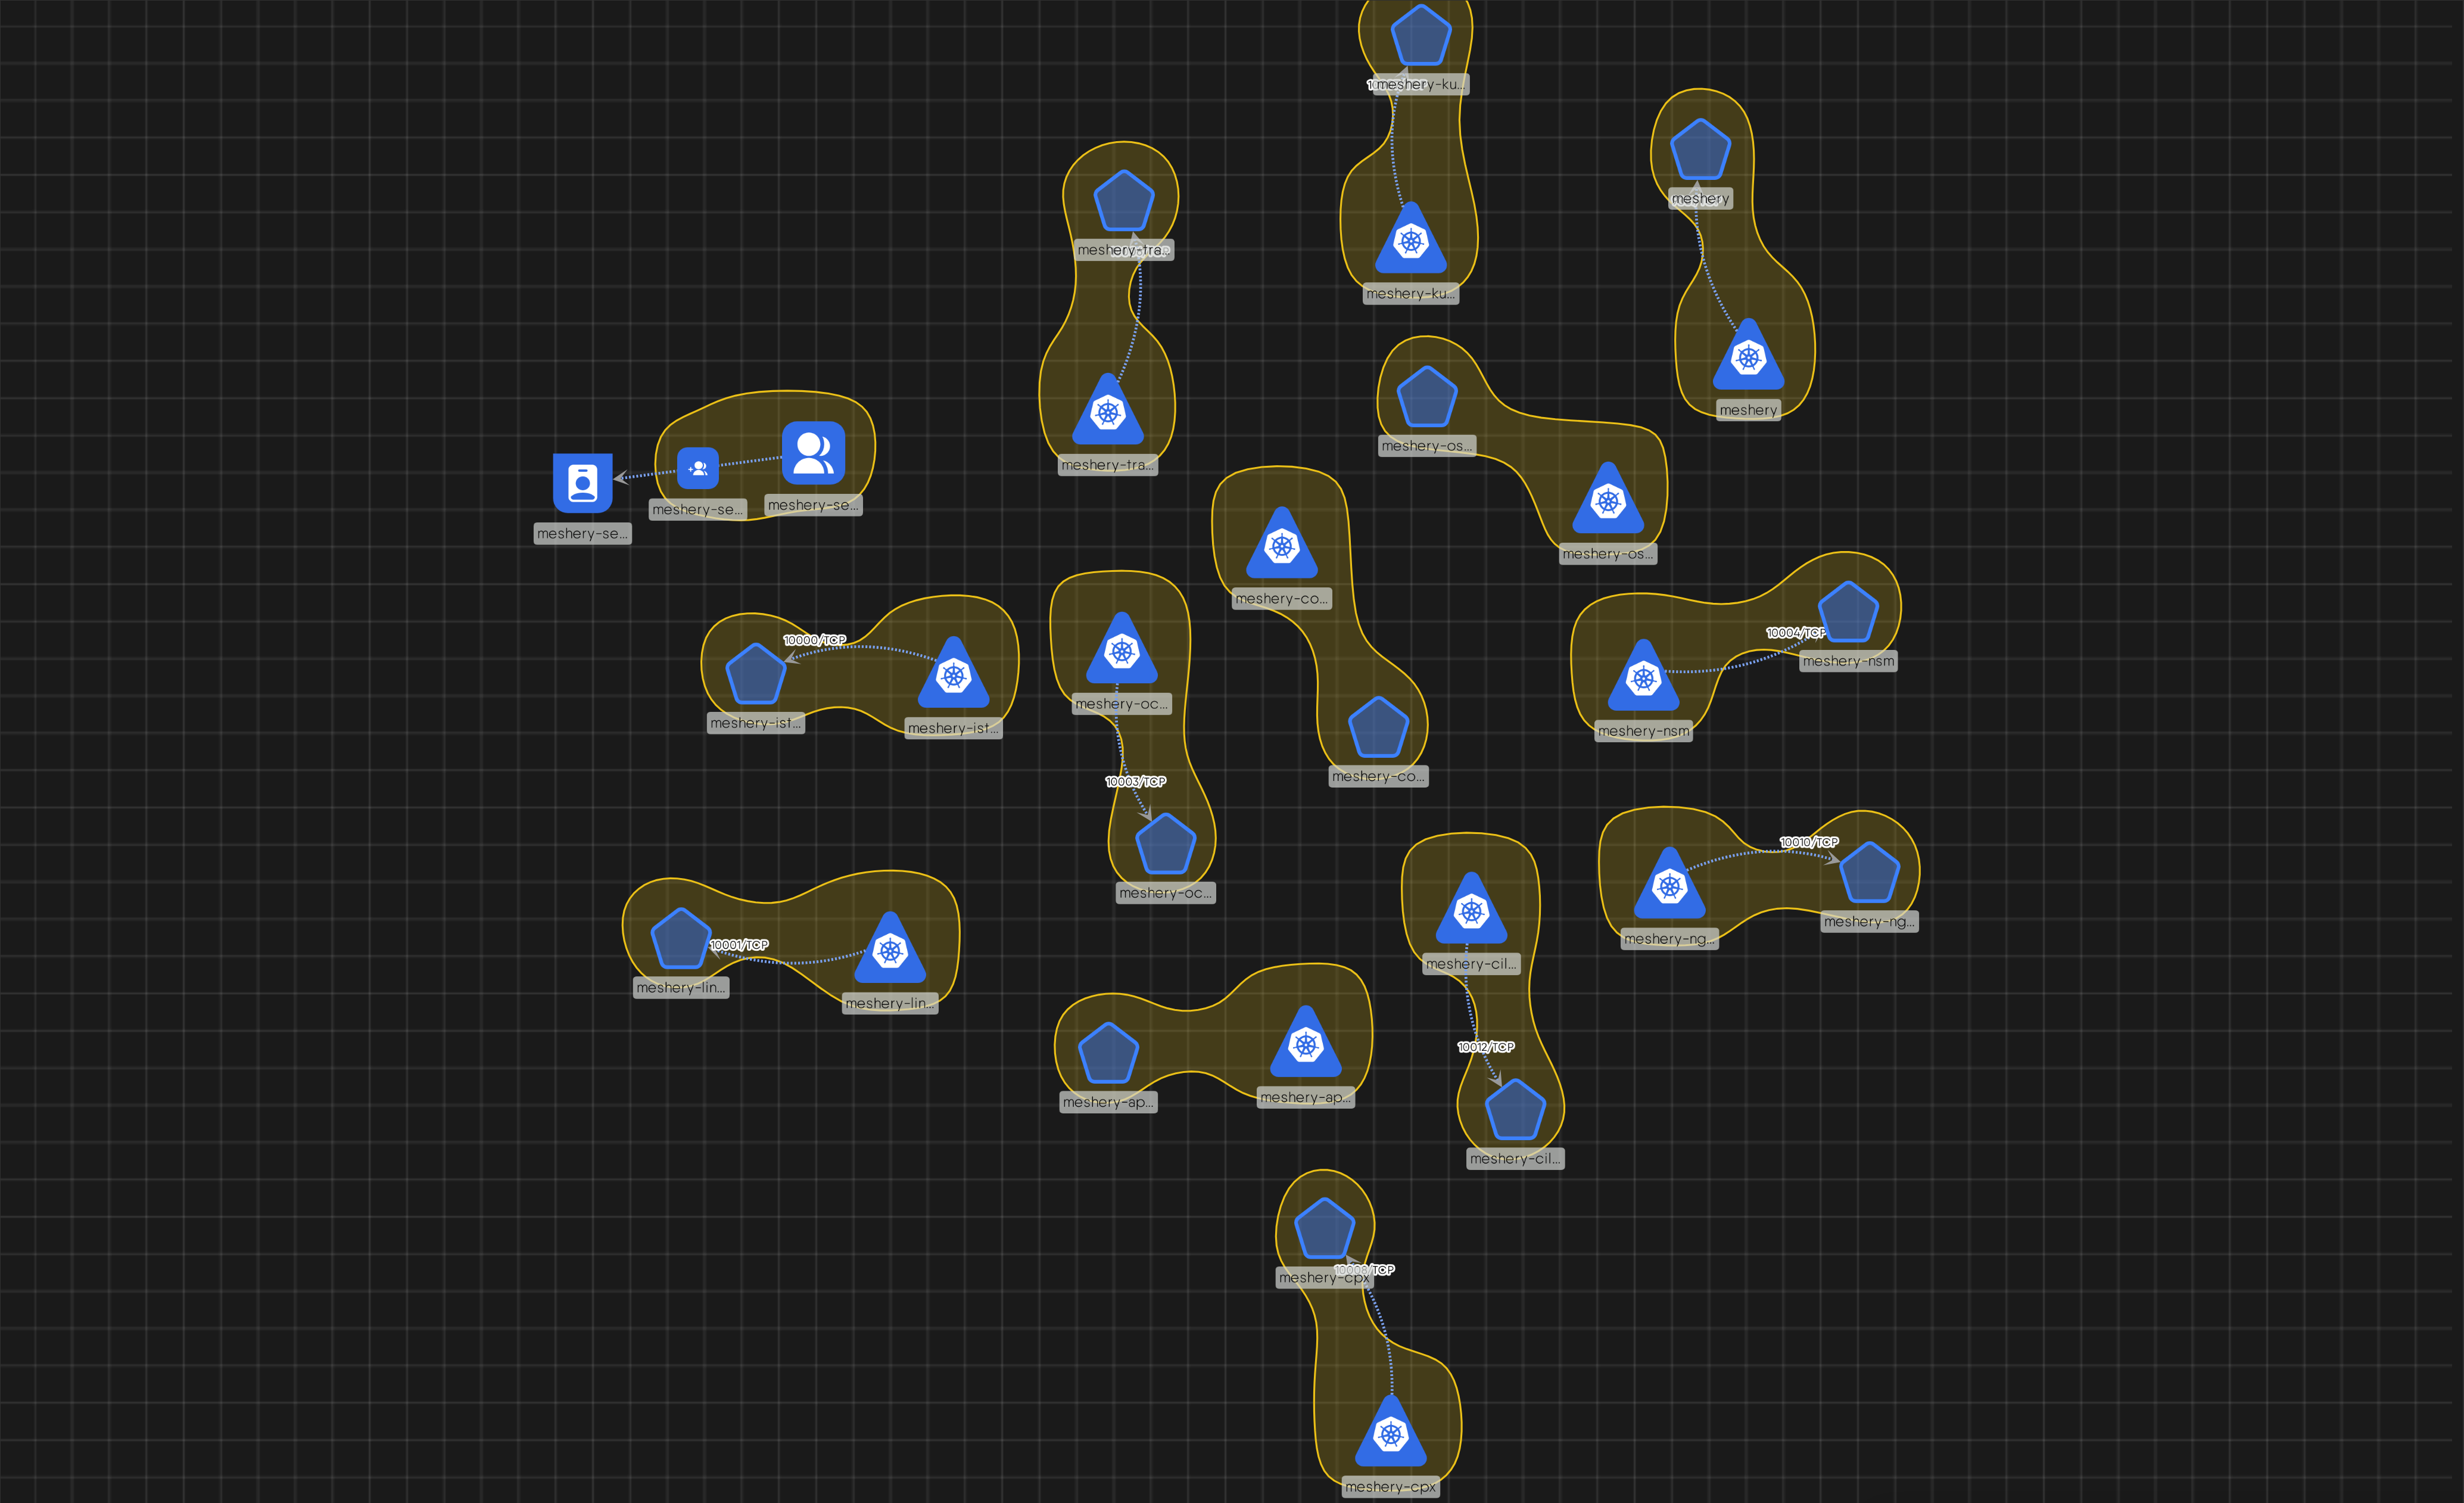 meshery-ku...
meshery-ku...
meshery
meshery
meshery-tra...
meshery-tra...
meshery-os...
meshery-os...
meshery-se...
meshery-se...
meshery-se...
meshery-co...
meshery-co...
10000/TCP
meshery-ist...
meshery-ist...
meshery-oc...
10003/TCP
meshery-oc...
10004/TCP
meshery-nsm
meshery-nsm
10010/TCP
meshery-ng...
meshery-ng...
10001/TCP
meshery-lin...
meshery-lin...
meshery-cil...
10012/TCP
meshery-cil...
meshery-ap...
meshery-ap...
10008/TCP
meshery-cpx
meshery-cpx